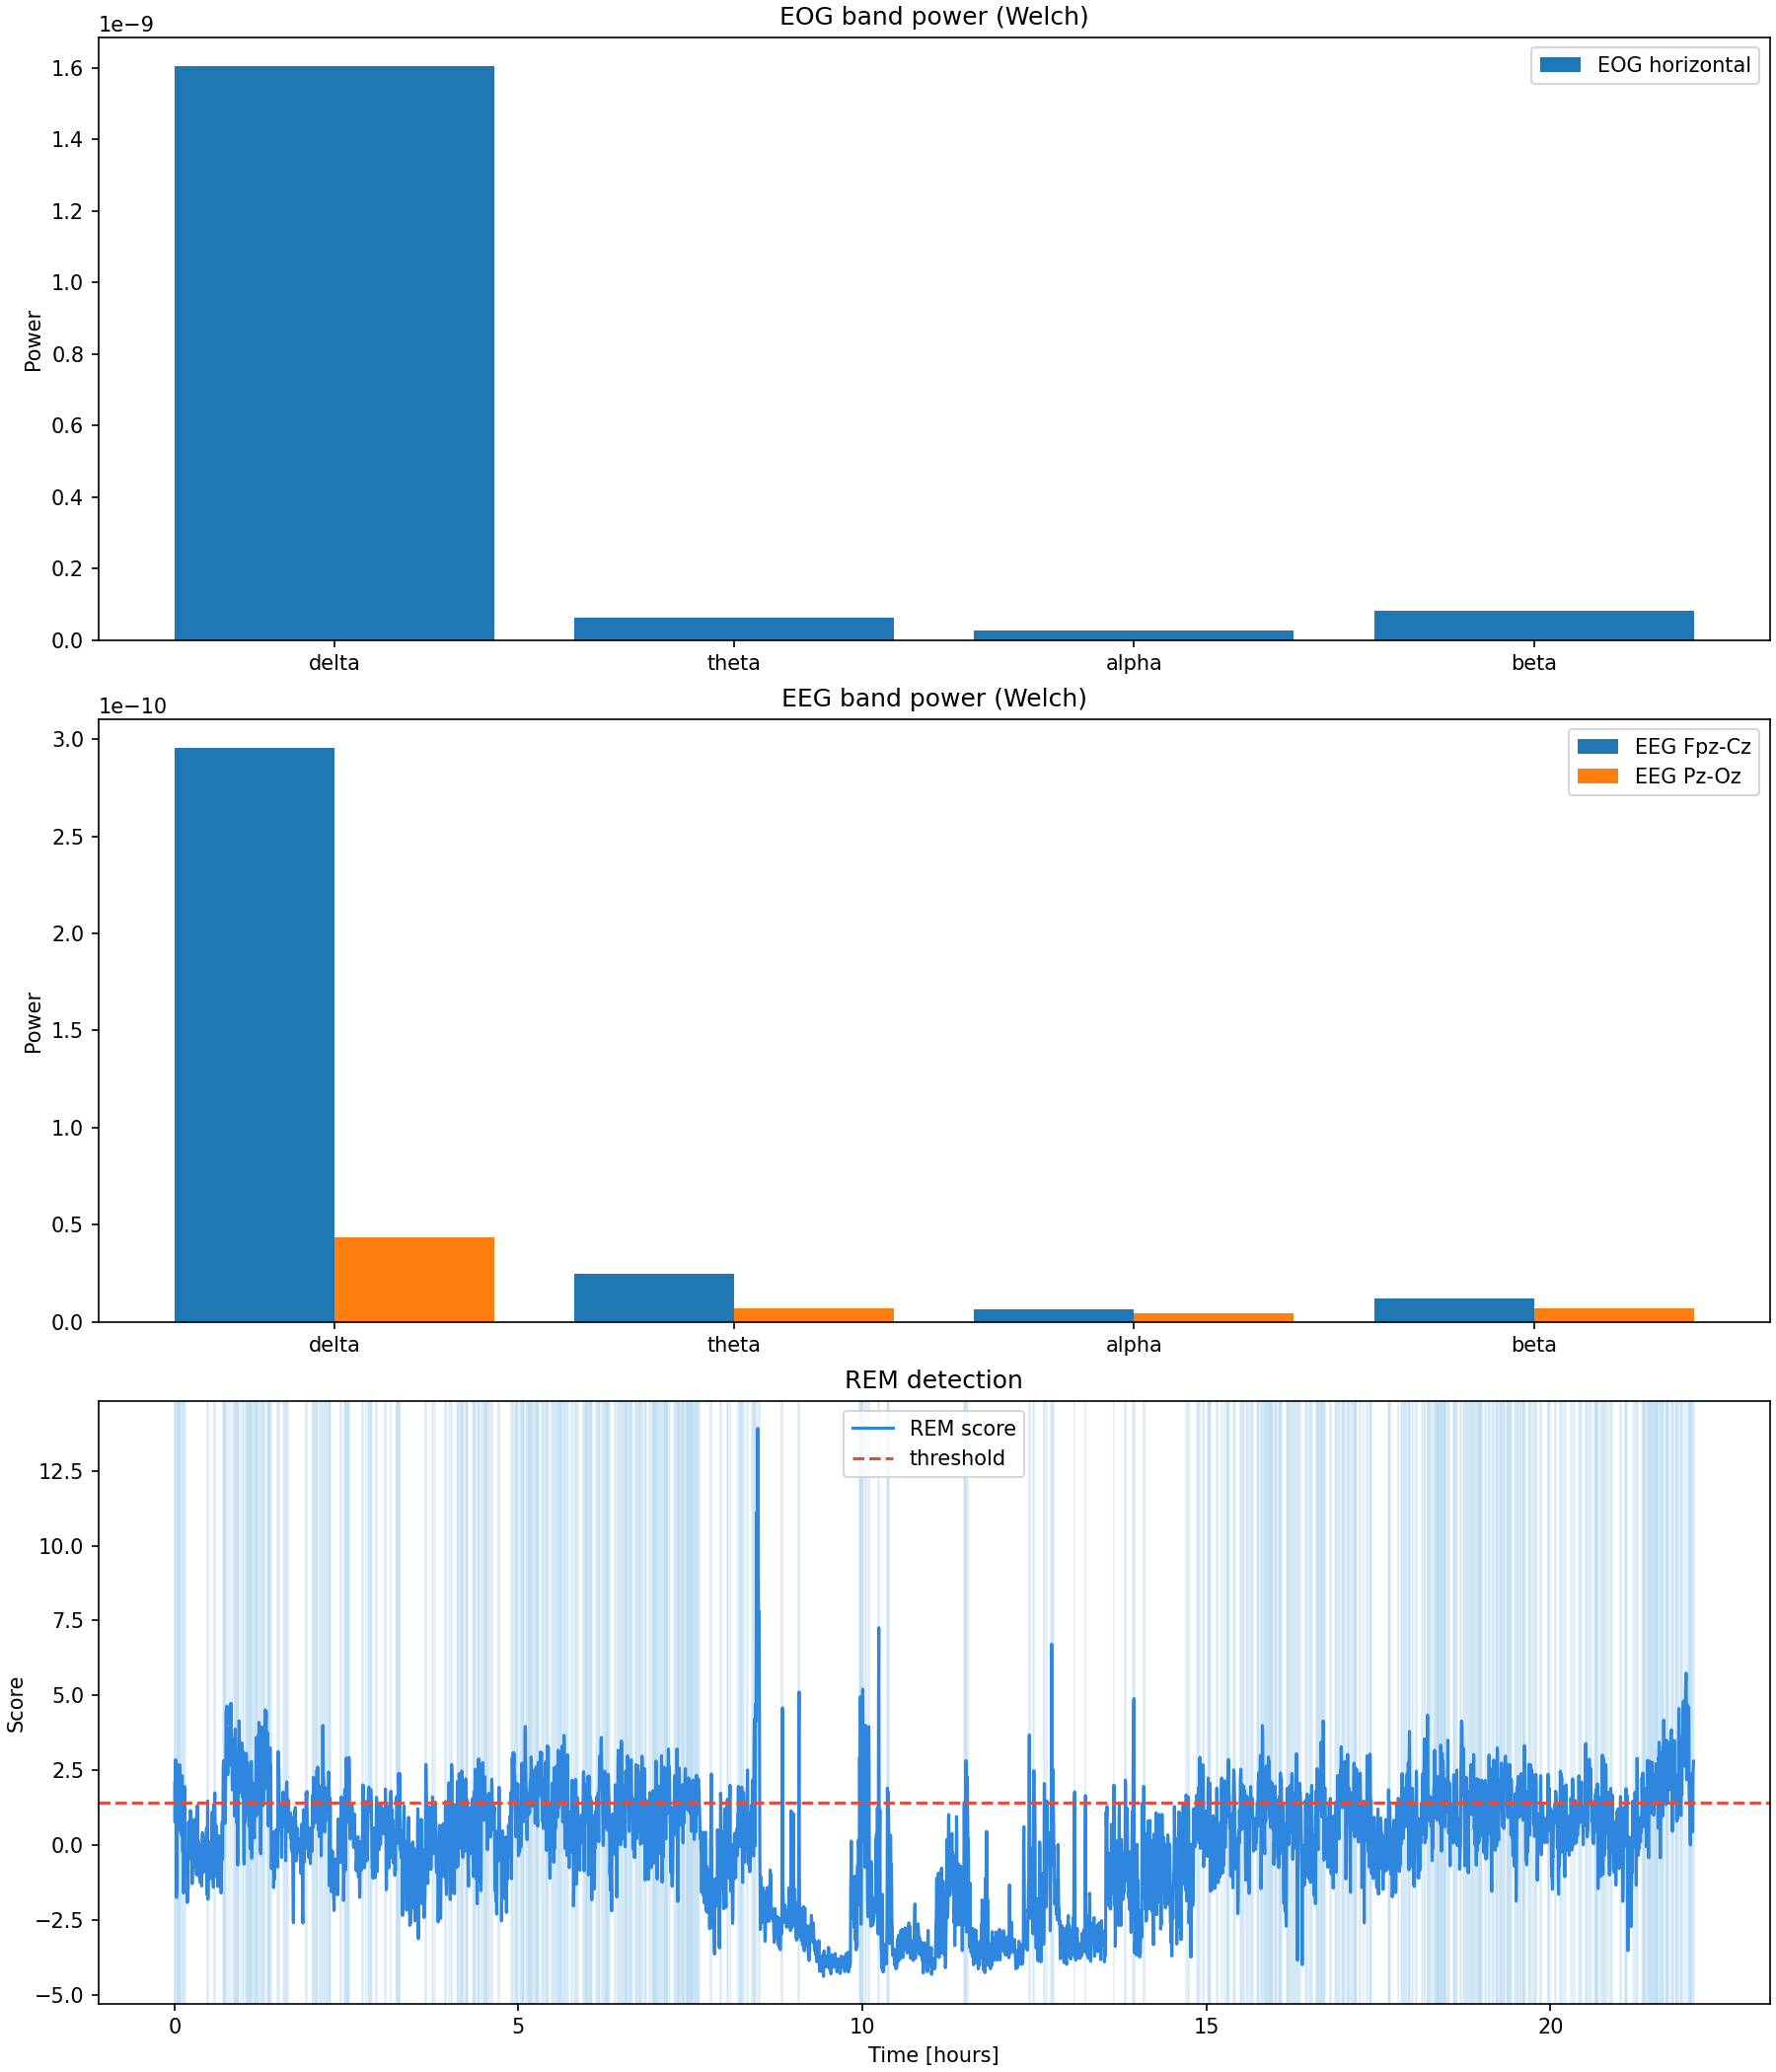 EOG band power (Welch)
1e−9
EOG horizontal
Power
1.6
1.4
1.2
1.0
0.8
0.6
0.4
0.2
0.0
delta theta alpha beta
EEG band power (Welch)
1e−10
EEG Fpz-Cz
EEG Pz-Oz
Power
3.0
2.5
2.0
1.5
1.0
0.5
0.0
delta theta alpha beta
REM detection
REM score
threshold
Score
12.5
10.0
7.5
5.0
2.5
0.0
−2.5
−5.0
0 5 10 15 20
Time [hours]